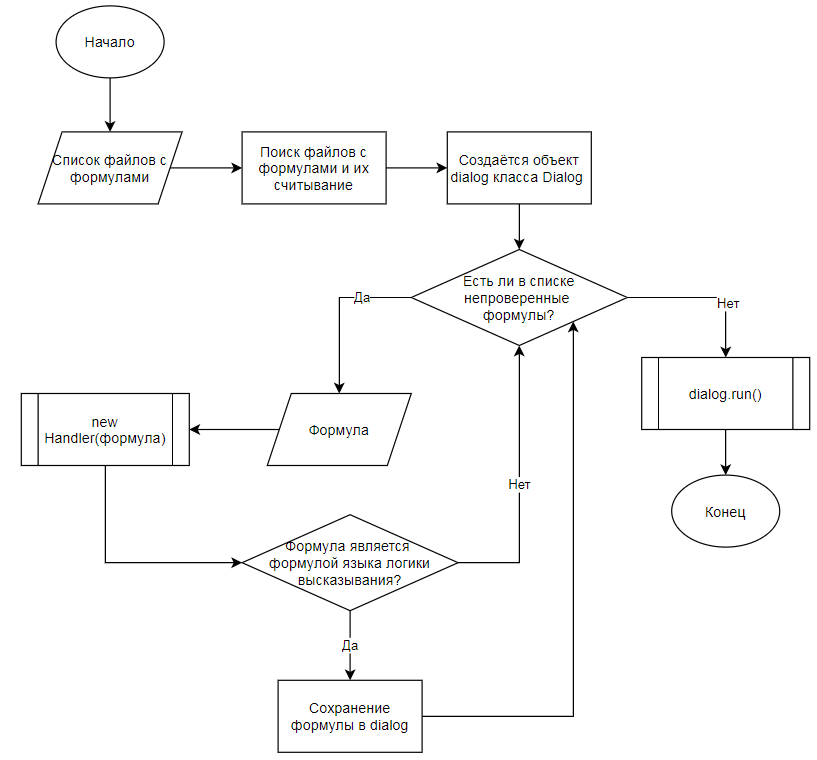 Начало
Список файлов с
формулами
Поиск файлов с
формулами и их
считывание
Создаётся объект
dialog класса Dialog
Есть ли в списке
непроверенные
формулы?
Да
Нет
dialog.run()
new
Handler(формула)
Формула
Нет
Конец
Формула является
формулой языка логики
высказывания?
Да
Сохранение
формулы в dialog